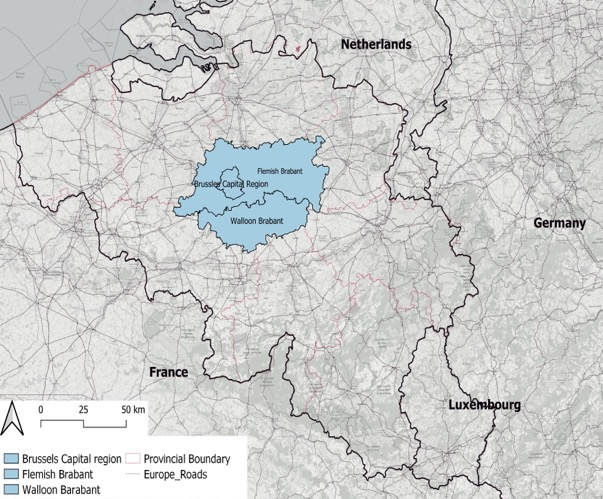 Netherlands
Flemish Brabant
Brussles Capital Region
Walloon Brabant
Germany
France
Luxembourg
0 25 50 km
Brussels Capital region
Provincial Boundary
Flemish Brabant
Europe_Roads
Walloon Barabant